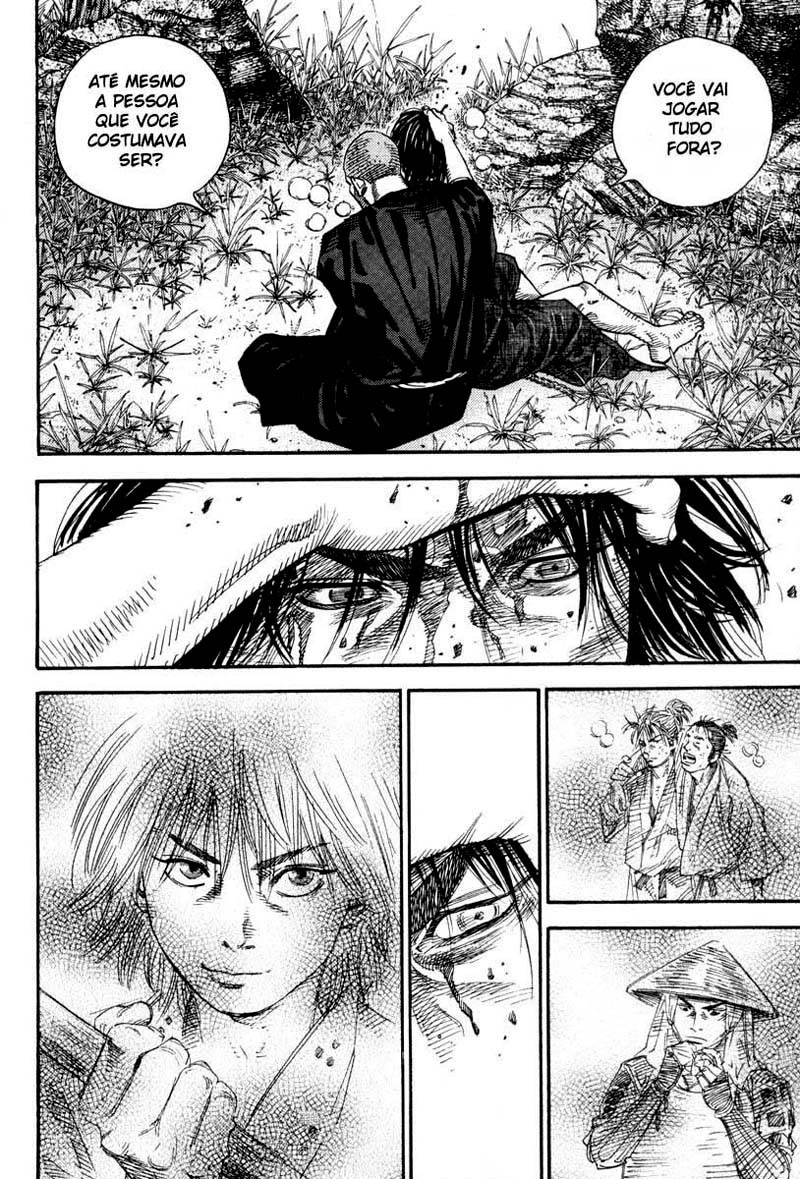 VOCÊ VAI
JOGAR
TUDO
FORA?
ATÉ MESMO
A PESSOA
QUE VOCÊ
COSTUMAVA
SER?